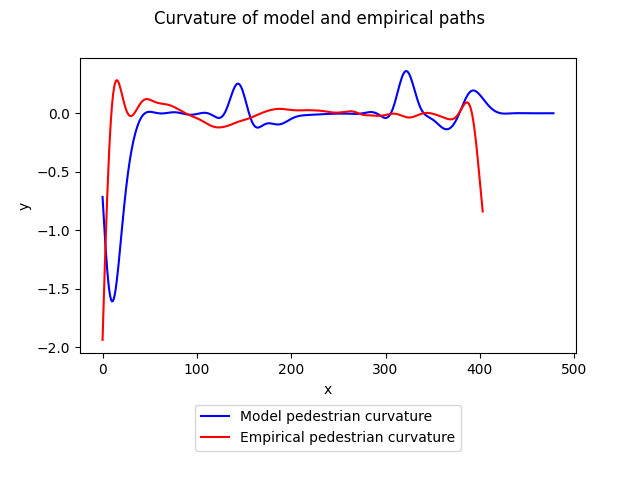 Curvature of model and empirical paths
0.0
−0.5
−1.0
−1.5
−2.0
y
0 100 200 300 400 500
x
Model pedestrian curvature
Empirical pedestrian curvature